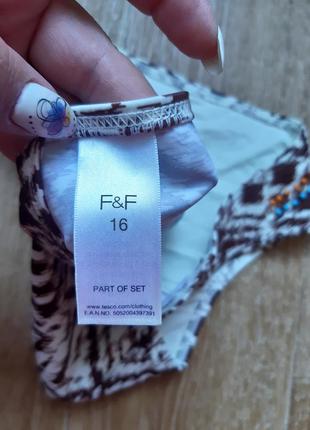 F&F
16
PART OF SET
www.tesco.com/clothing
E.A.N.NO. 5052004397391